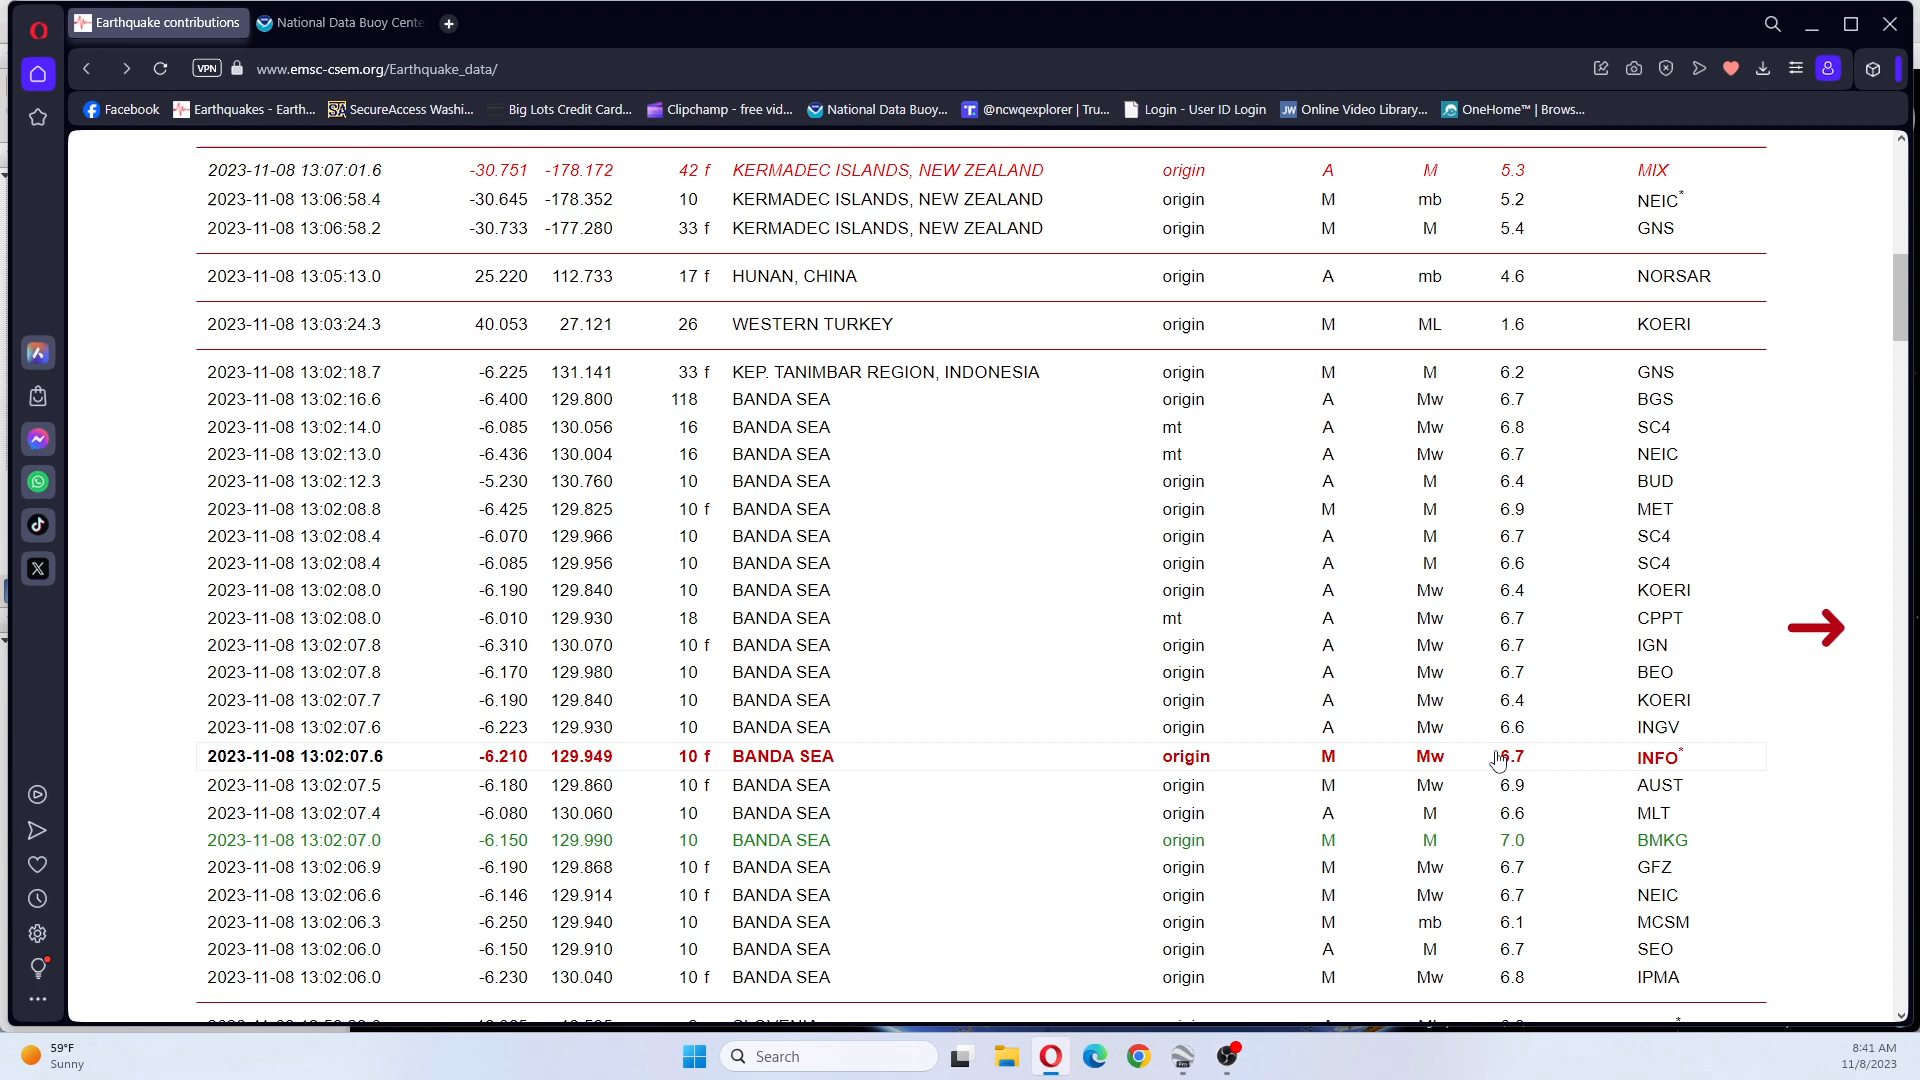 Earthquake contributions
National Data Buoy Cente
VPN
www.emsc-csem.org/Earthquake_data/
Facebook
Earthquakes - Earth...
SecureAccess Washi...
Big Lots Credit Card...
Clipchamp - free vid...
National Data Buoy...
@ncwqexplorer | Tru...
Login - User ID Login
JW Online Video Library...
OneHome™ | Brows...
2023-11-08 13:07:01.6 -30.751 -178.172 42 f KERMADEC ISLANDS, NEW ZEALAND origin A M 5.3 MIX
2023-11-08 13:06:58.4 -30.645 -178.352 10 KERMADEC ISLANDS, NEW ZEALAND origin M mb 5.2 NEIC*
2023-11-08 13:06:58.2 -30.733 -177.280 33 f KERMADEC ISLANDS, NEW ZEALAND origin M M 5.4 GNS
2023-11-08 13:05:13.0 25.220 112.733 17 f HUNAN, CHINA origin A mb 4.6 NORSAR
2023-11-08 13:03:24.3 40.053 27.121 26 WESTERN TURKEY origin M ML 1.6 KOERI
2023-11-08 13:02:18.7 -6.225 131.141 33 f KEP. TANIMBAR REGION, INDONESIA origin M M 6.2 GNS
2023-11-08 13:02:16.6 -6.400 129.800 118 BANDA SEA origin A Mw 6.7 BGS
2023-11-08 13:02:14.0 -6.085 130.056 16 BANDA SEA mt A Mw 6.8 SC4
2023-11-08 13:02:13.0 -6.436 130.004 16 BANDA SEA mt A Mw 6.7 NEIC
2023-11-08 13:02:12.3 -5.230 130.760 10 BANDA SEA origin A M 6.4 BUD
2023-11-08 13:02:08.8 -6.425 129.825 10 f BANDA SEA origin M M 6.9 MET
2023-11-08 13:02:08.4 -6.070 129.966 10 BANDA SEA origin A M 6.7 SC4
2023-11-08 13:02:08.4 -6.085 129.956 10 BANDA SEA origin A M 6.6 SC4
2023-11-08 13:02:08.0 -6.190 129.840 10 BANDA SEA origin A Mw 6.4 KOERI
2023-11-08 13:02:08.0 -6.010 129.930 18 BANDA SEA mt A Mw 6.7 CPPT
2023-11-08 13:02:07.8 -6.310 130.070 10 f BANDA SEA origin A Mw 6.7 IGN
2023-11-08 13:02:07.8 -6.170 129.980 10 BANDA SEA origin A Mw 6.7 BEO
2023-11-08 13:02:07.7 -6.190 129.840 10 BANDA SEA origin A Mw 6.4 KOERI
2023-11-08 13:02:07.6 -6.223 129.930 10 BANDA SEA origin A Mw 6.6 INGV
2023-11-08 13:02:07.6 -6.210 129.949 10 f BANDA SEA origin M Mw 6.7 INFO*
2023-11-08 13:02:07.5 -6.180 129.860 10 f BANDA SEA origin M Mw 6.9 AUST
2023-11-08 13:02:07.4 -6.080 130.060 10 BANDA SEA origin A M 6.6 MLT
2023-11-08 13:02:07.0 -6.150 129.990 10 BANDA SEA origin M M 7.0 BMKG
2023-11-08 13:02:06.9 -6.190 129.868 10 f BANDA SEA origin M Mw 6.7 GFZ
2023-11-08 13:02:06.6 -6.146 129.914 10 f BANDA SEA origin M Mw 6.7 NEIC
2023-11-08 13:02:06.3 -6.250 129.940 10 BANDA SEA origin M mb 6.1 MCSM
2023-11-08 13:02:06.0 -6.150 129.910 10 BANDA SEA origin A M 6.7 SEO
2023-11-08 13:02:06.0 -6.230 130.040 10 f BANDA SEA origin M Mw 6.8 IPMA
59°F
Sunny
Search
8:41 AM
11/8/2023